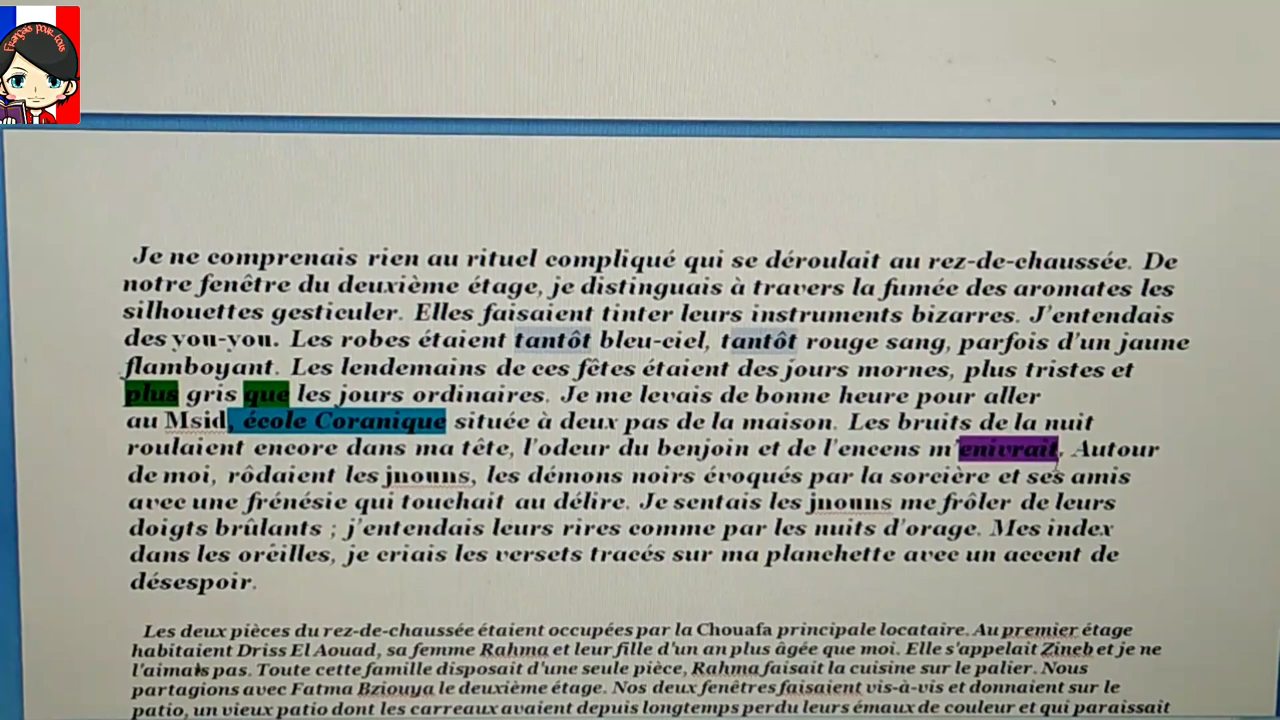 Français pour tous
Je ne comprenais rien au rituel compliqué qui se déroulait au rez-de-chaussée. De
notre fenêtre du deuxième étage, je distinguais à travers la fumée des aromates les
silhouettes gesticuler. Elles faisaient tinter leurs instruments bizarres. J'entendais
des you-you. Les robes étaient tantôt bleu-ciel, tantôt rouge sang, parfois d'un jaune
flamboyant. Les lendemains de ces fêtes étaient des jours mornes, plus tristes et
plus gris que les jours ordinaires. Je me levais de bonne heure pour aller
au Msid, école Coranique située à deux pas de la maison. Les bruits de la nuit
roulaient encore dans ma tête, l'odeur du benjoin et de l'encens m'enivrait. Autour
de moi, rôdaient les jnouns, les démons noirs évoqués par la sorcière et ses amis
avec une frénésie qui touchait au délire. Je sentais les jnouns me frôler de leurs
doigts brûlants ; j'entendais leurs rires comme par les nuits d'orage. Mes index
dans les oreilles, je criais les versets tracés sur ma planchette avec un accent de
désespoir.
Les deux pièces du rez-de-chaussée étaient occupées par la Chouafa principale locataire. Au premier étage
habitaient Driss El Aouad, sa femme Rahma et leur fille d'un an plus âgée que moi. Elle s'appelait Zineb et je ne
l'aimais pas. Toute cette famille disposait d'une seule pièce, Rahma faisait la cuisine sur le palier. Nous
partagions avec Fatma Bziouya le deuxième étage. Nos deux fenêtres faisaient vis-à-vis et donnaient sur le
patio, un vieux patio dont les carreaux avaient depuis longtemps perdu leurs émaux de couleur et qui paraissait